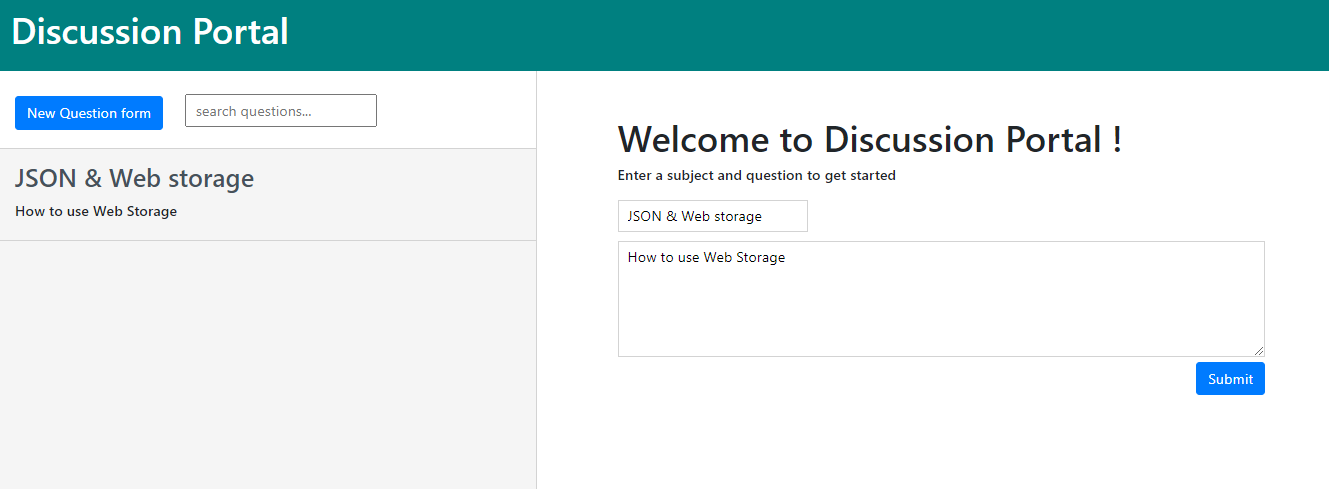 Discussion Portal
New Question form
search questions...
JSON & Web storage
How to use Web Storage
Welcome to Discussion Portal !
Enter a subject and question to get started
JSON & Web storage
How to use Web Storage
Submit